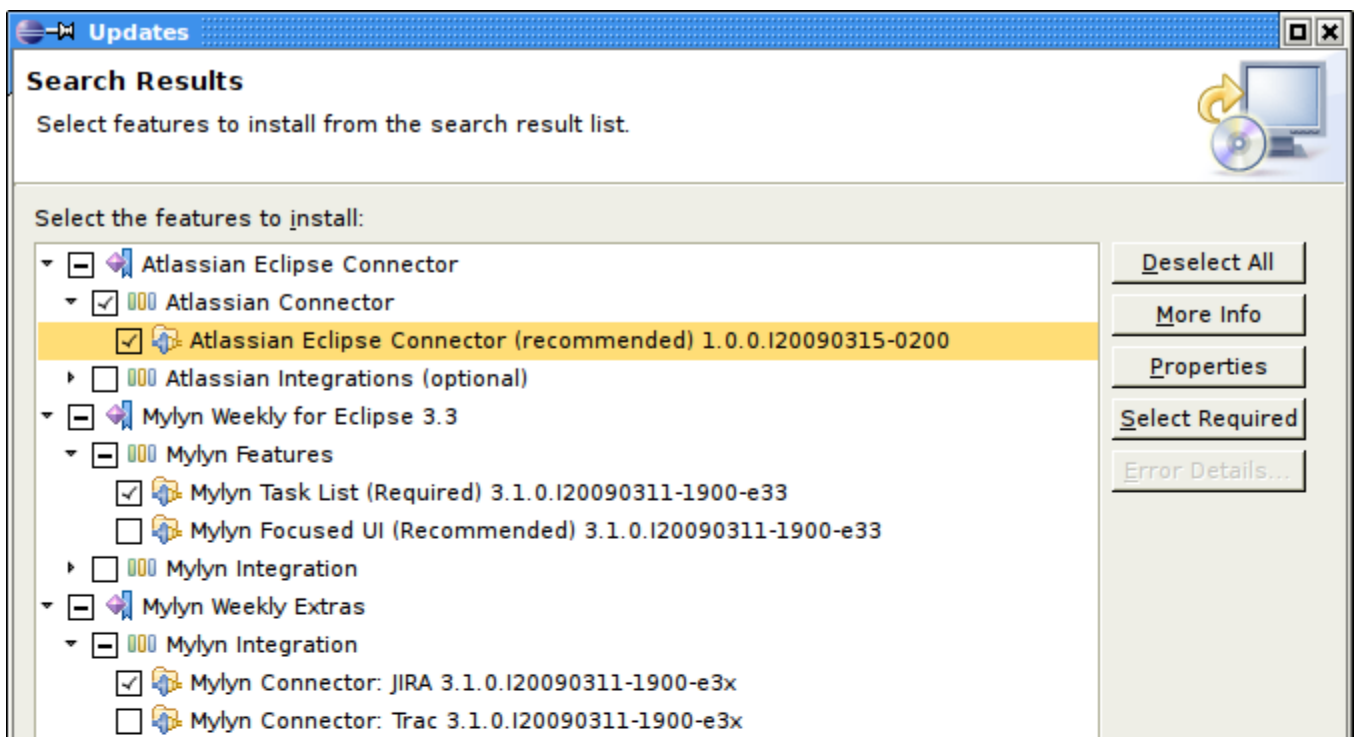 Updates
Search Results
Select features to install from the search result list.
Select the features to install:
Atlassian Eclipse Connector
Deselect All
Atlassian Connector
More Info
Atlassian Eclipse Connector (recommended) 1.0.0.I20090315-0200
Properties
Atlassian Integrations (optional)
Mylyn Weekly for Eclipse 3.3
Select Required
Mylyn Features
Error Details...
Mylyn Task List (Required) 3.1.0.I20090311-1900-e33
Mylyn Focused UI (Recommended) 3.1.0.I20090311-1900-e33
Mylyn Integration
Mylyn Weekly Extras
Mylyn Integration
Mylyn Connector: JIRA 3.1.0.I20090311-1900-e3x
Mylyn Connector: Trac 3.1.0.I20090311-1900-e3x